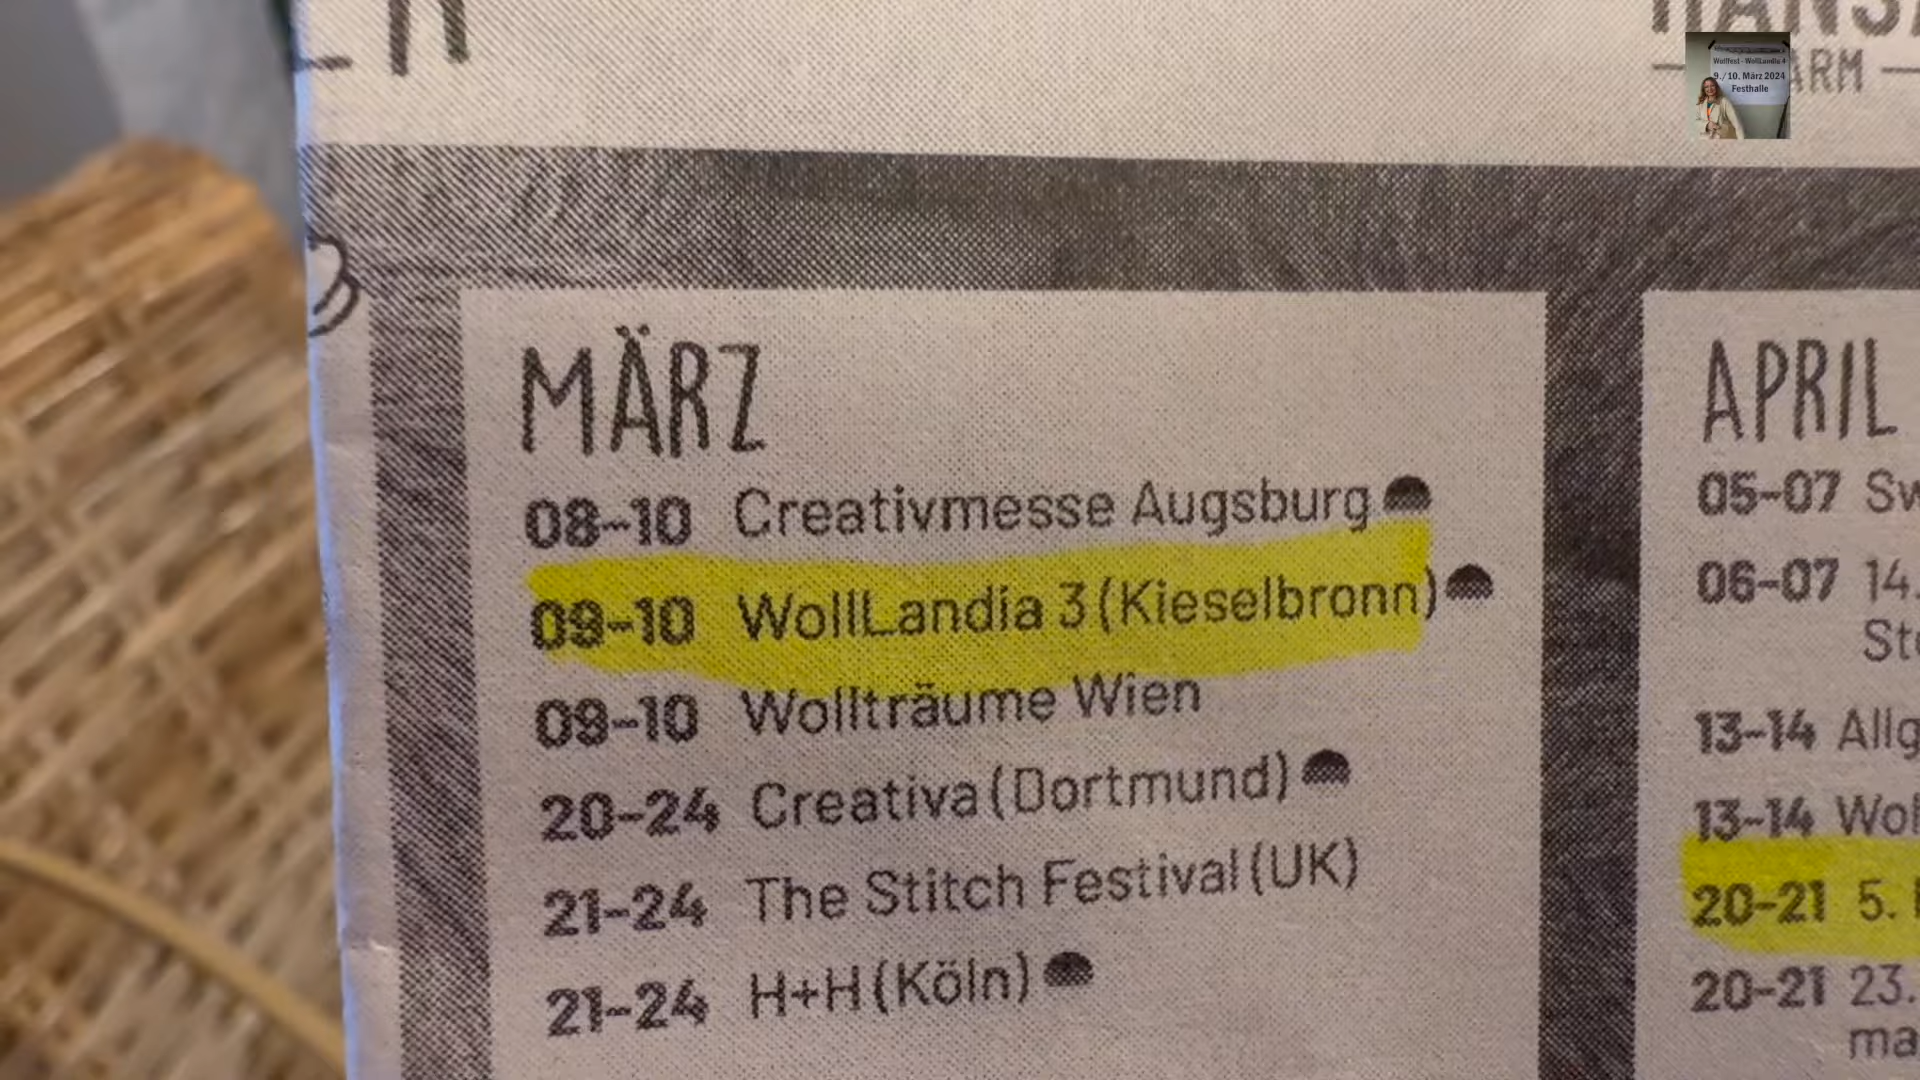 ARM
Wollfest - WollLandia 4
9./10. März 2024
Festhalle
MÄRZ
08-10 Creativmesse Augsburg
09-10 WollLandia 3 (Kieselbronn)
09-10 Wollträume Wien
20-24 Creativa (Dortmund)
21-24 The Stitch Festival (UK)
21-24 H+H (Köln)
APRIL
05-07
06-07 14.
13-14
13-14
20-21 5.
20-21 23.